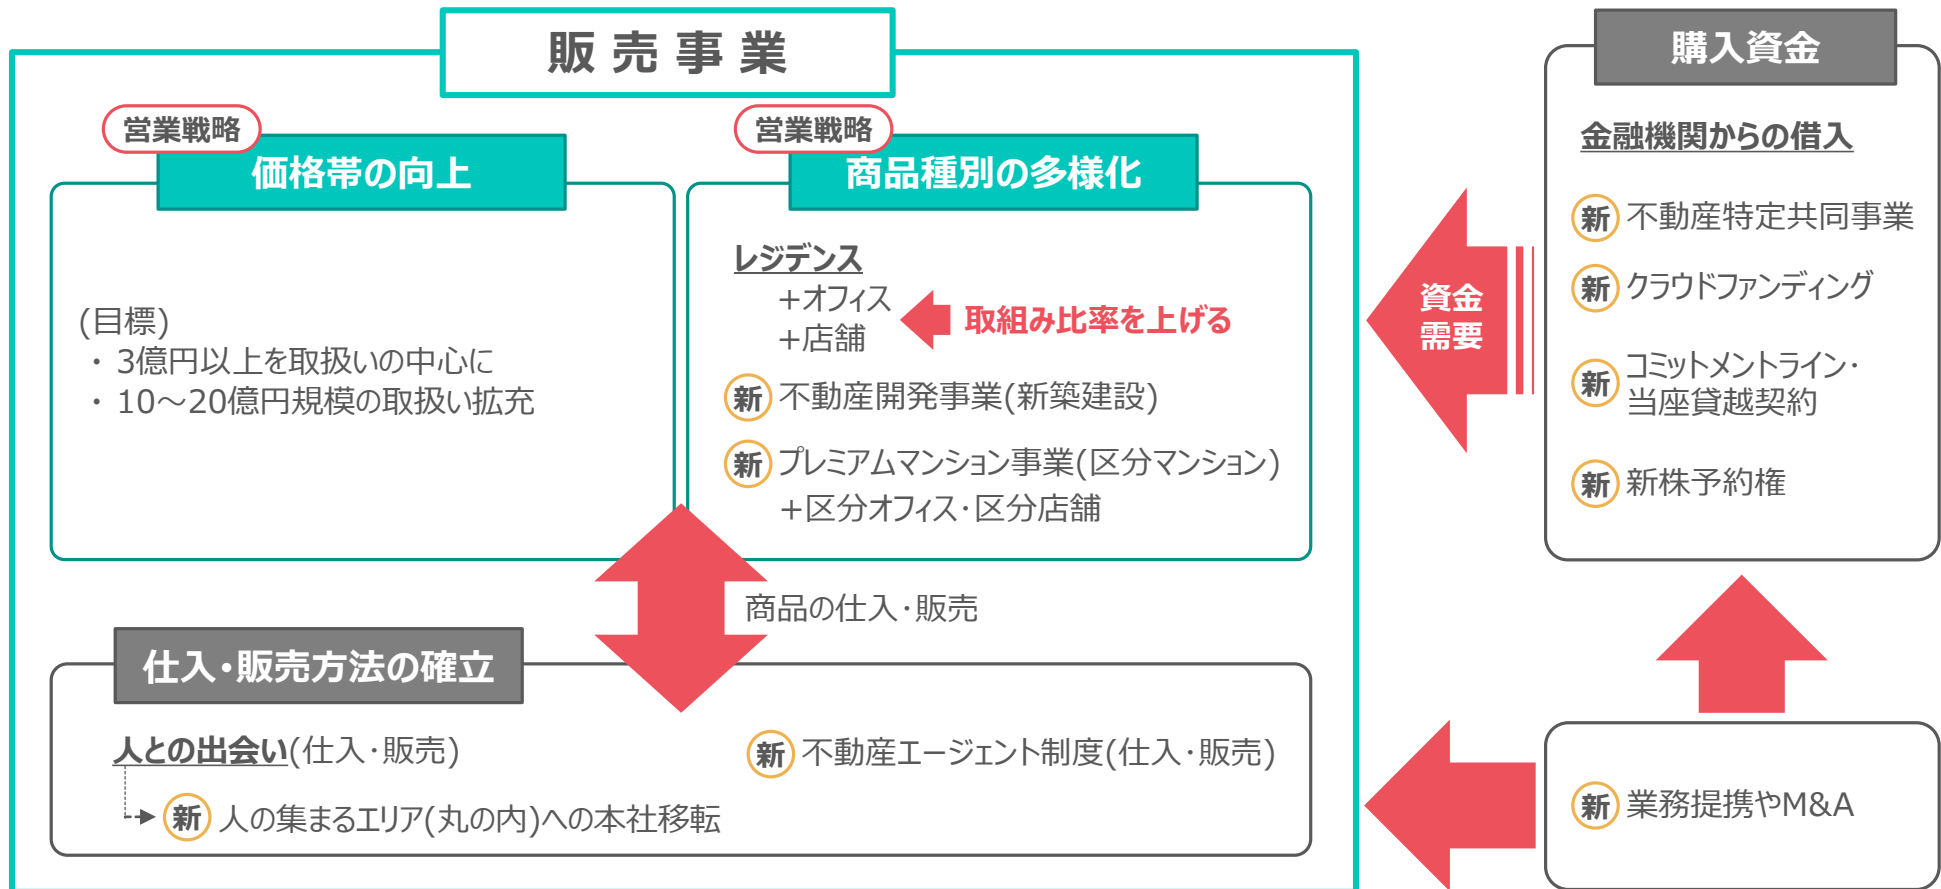 販売事業
営業戦略
価格帯の向上
(目標)
・ 3億円以上を取扱いの中心に
・ 10～20億円規模の取扱い拡充
営業戦略
商品種別の多様化
レジデンス
+オフィス
+店舗
取組み比率を上げる
新 不動産開発事業(新築建設)
新 プレミアムマンション事業(区分マンション)
+区分オフィス・区分店舗
商品の仕入・販売
仕入・販売方法の確立
人との出会い(仕入・販売)
新 人の集まるエリア(丸の内)への本社移転
新 不動産エージェント制度(仕入・販売)
資金
需要
購入資金
金融機関からの借入
新 不動産特定共同事業
新 クラウドファンディング
新 コミットメントライン・
当座貸越契約
新 新株予約権
新 業務提携やM&A